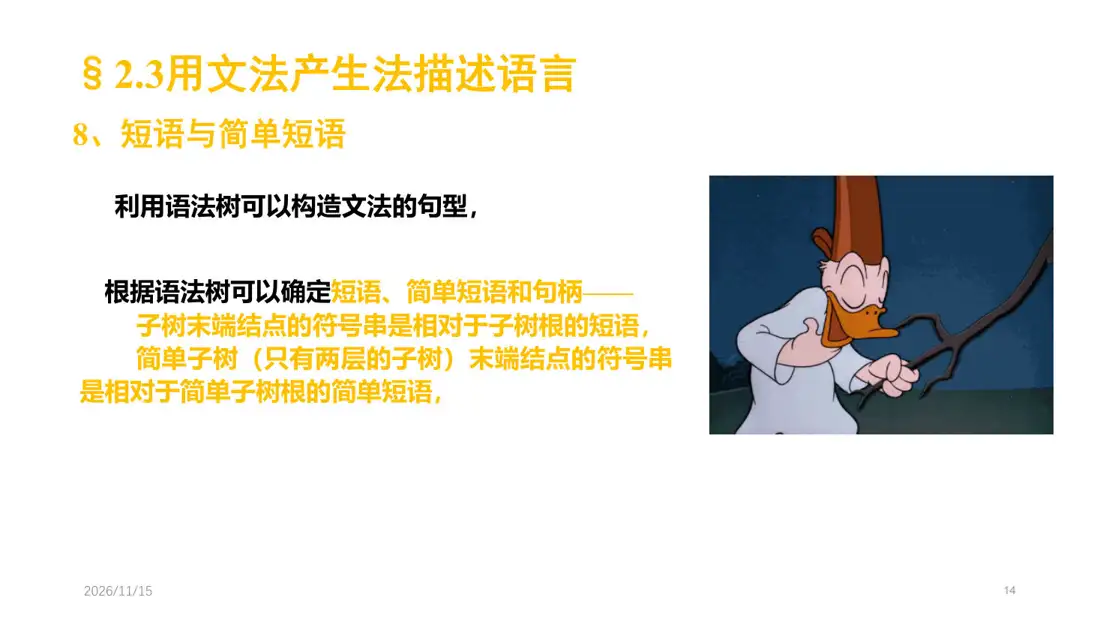 §2.3用文法产生法描述语言
8、短语与简单短语
利用语法树可以构造文法的句型，
根据语法树可以确定短语、简单短语和句柄——
子树末端结点的符号串是相对于子树根的短语，
简单子树（只有两层的子树）末端结点的符号串
是相对于简单子树根的简单短语，
2026/11/15
14